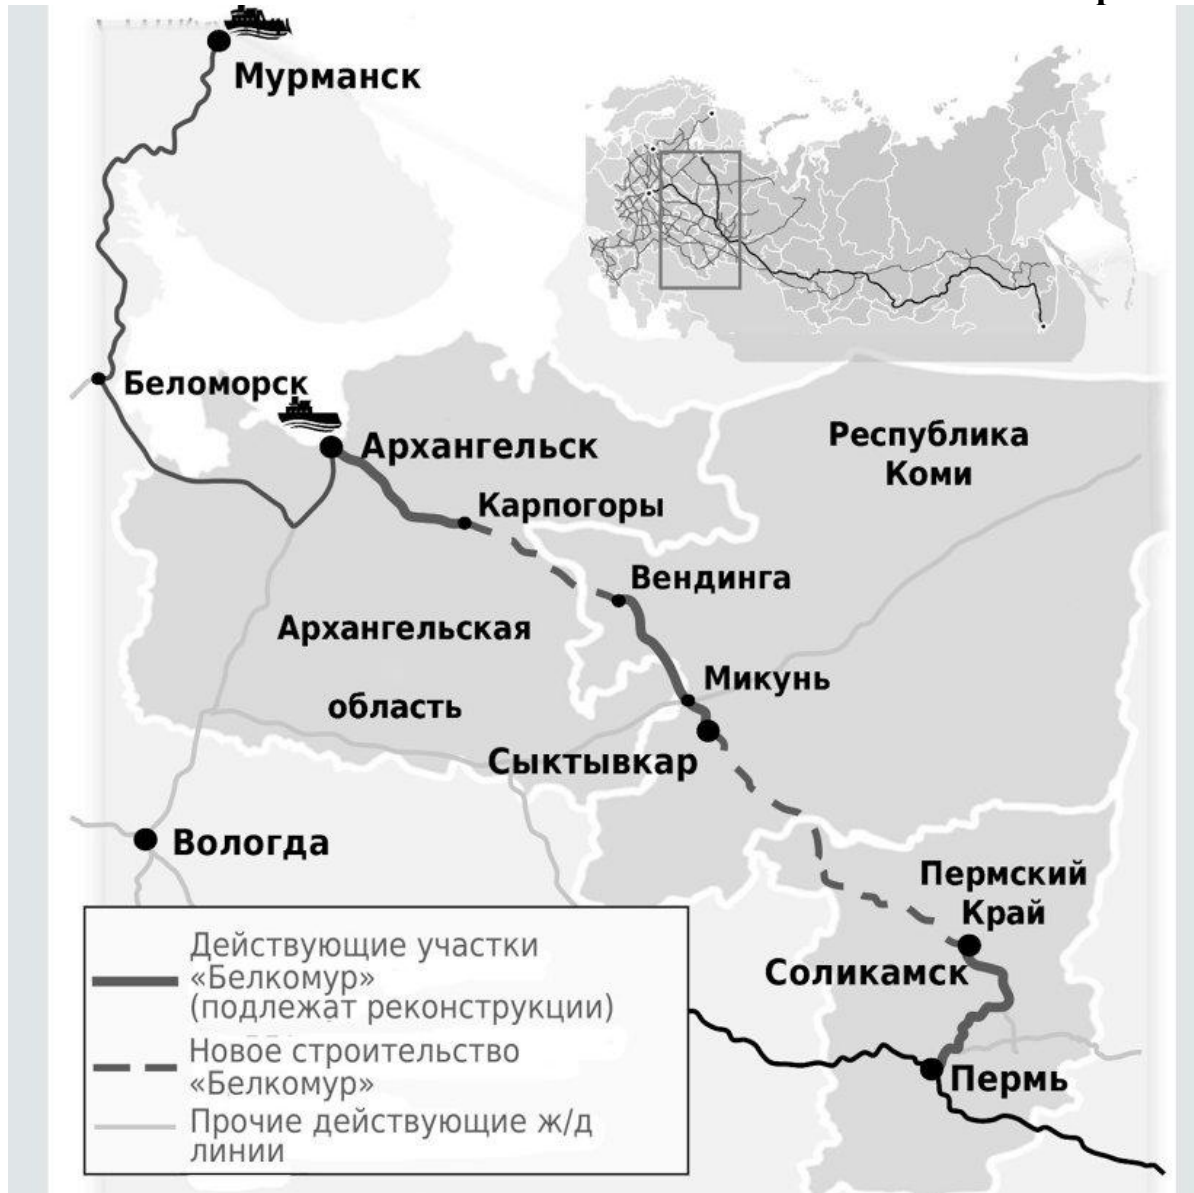 Мурманск
Беломорск
Архангельск
Республика
Коми
Карпогоры
Вендинга
Архангельская
область
Микунь
Сыктывкар
Вологда
Пермский
Край
Соликамск
Пермь
Действующие участки
«Белкомур»
(подлежат реконструкции)
Новое строительство
«Белкомур»
Прочие действующие ж/д
линии